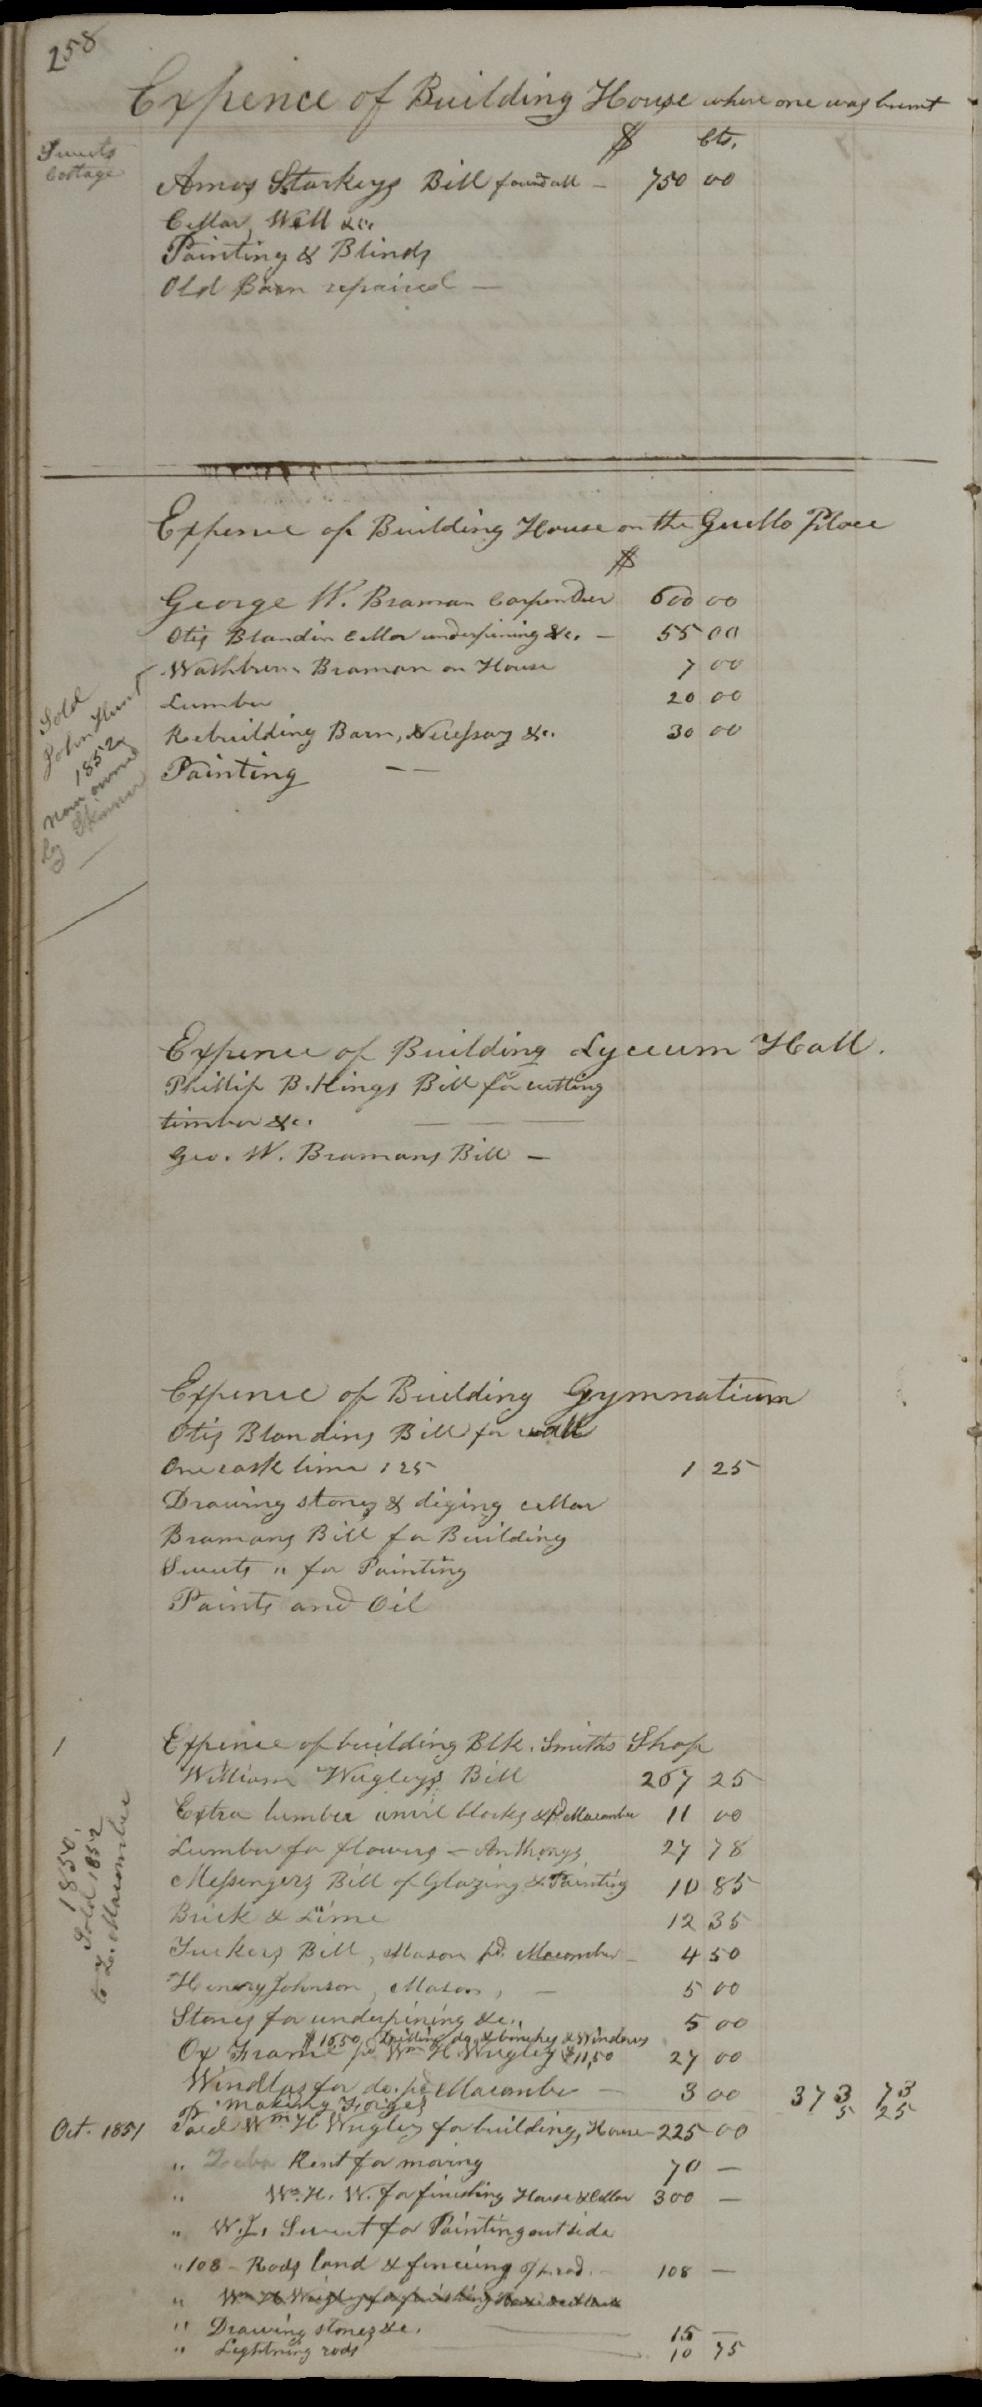 258
Expence of Building House where one was burnt
$ Cts.
Sweets
Cottage
Amos Starkeys Bill found all — 750 00
Cellar, Well &c.
Painting & Blinds
Old Barn repaired —
Expence of Building House on the Place
$
George W. Braman Carpenter 600 00
Otis Blandin Cellar underpining &c. — 55 00
Washburn Braman on House 7 00
Lumber 20 00
Rebuilding Barn, Necessary &c. 30 00
Painting — —
Sold
John Hunt
1852
now owned
by Skinner
Expence of Building Lyceum Hall.
Phillip B. Kings Bill for cutting
timber &c. — — —
Geo. W. Bramans Bill —
Expence of Building Gymnatium
Otis Blandins Bill for wall
One cask lime 1 25 1 25
Drawing stones & diging cellar
Bramans Bill for Building
Sweets " for Painting
Paints and Oil
1
Expence of building Blk. Smiths Shop
William Wrigleys Bill 267 25
Extra lumber anvil blocks &c pd Macomber 11 00
Lumber for flowers — Anthonys 27 78
Messengers Bill of Glazing & Painting 10 85
Brick & Lime 12 35
Tuckers Bill, Mason pd. Macomber — 4 50
Henery Johnson, Mason, — 5 00
Stones for underpining &c., 5 00
$ 15.50, do & benches & Windows
Ox Frame pd Wm H. Wrigley $11,50 27 00
Windlas for do. pd Macomber — 3 00 373 73
of making Forges 5 25
1850.
Sold 1852
to L. Macomber
Oct. 1851 Paid Wm H Wrigley for building, House — 225 00
" Rent for moving 70 —
" Wm. H. W. for finishing House & Cellar 300 —
" W. L. Sweet for Painting outside
" 108 — Rods land & fencing — 108 —
" Wm H Wrigley for finishing House
" Drawing stones &c. — 15 —
" Lightning rods — 10 75